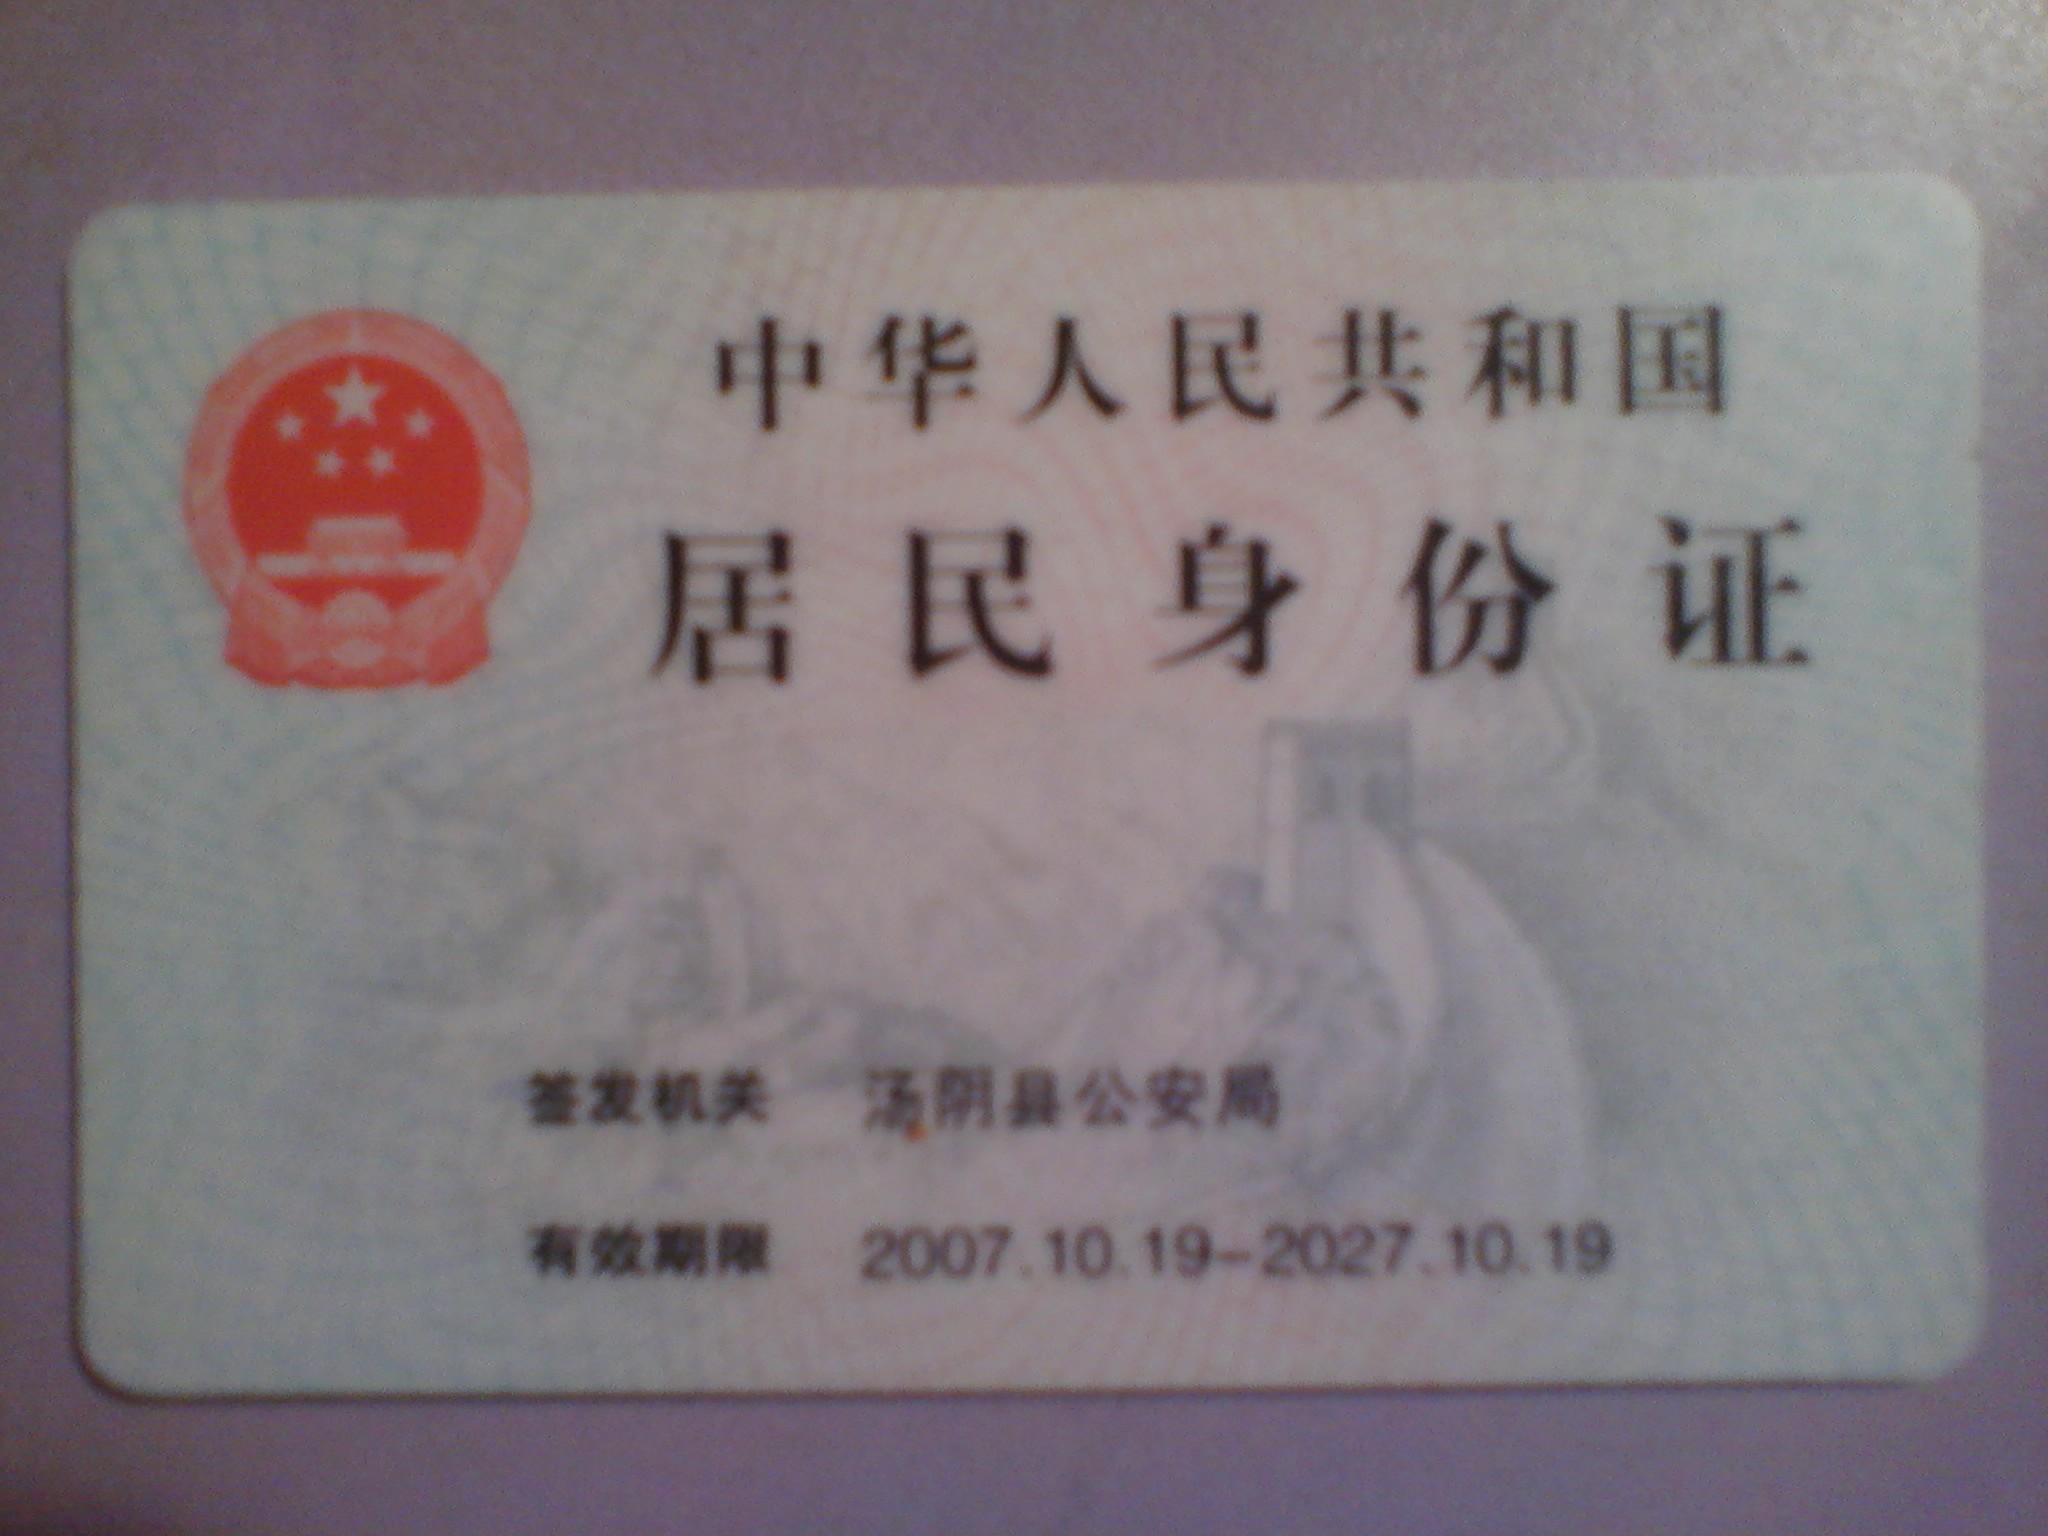 中华人民共和国
居民身份证
签发机关 汤阴县公安局
有效期限 2007.10.19-2027.10.19